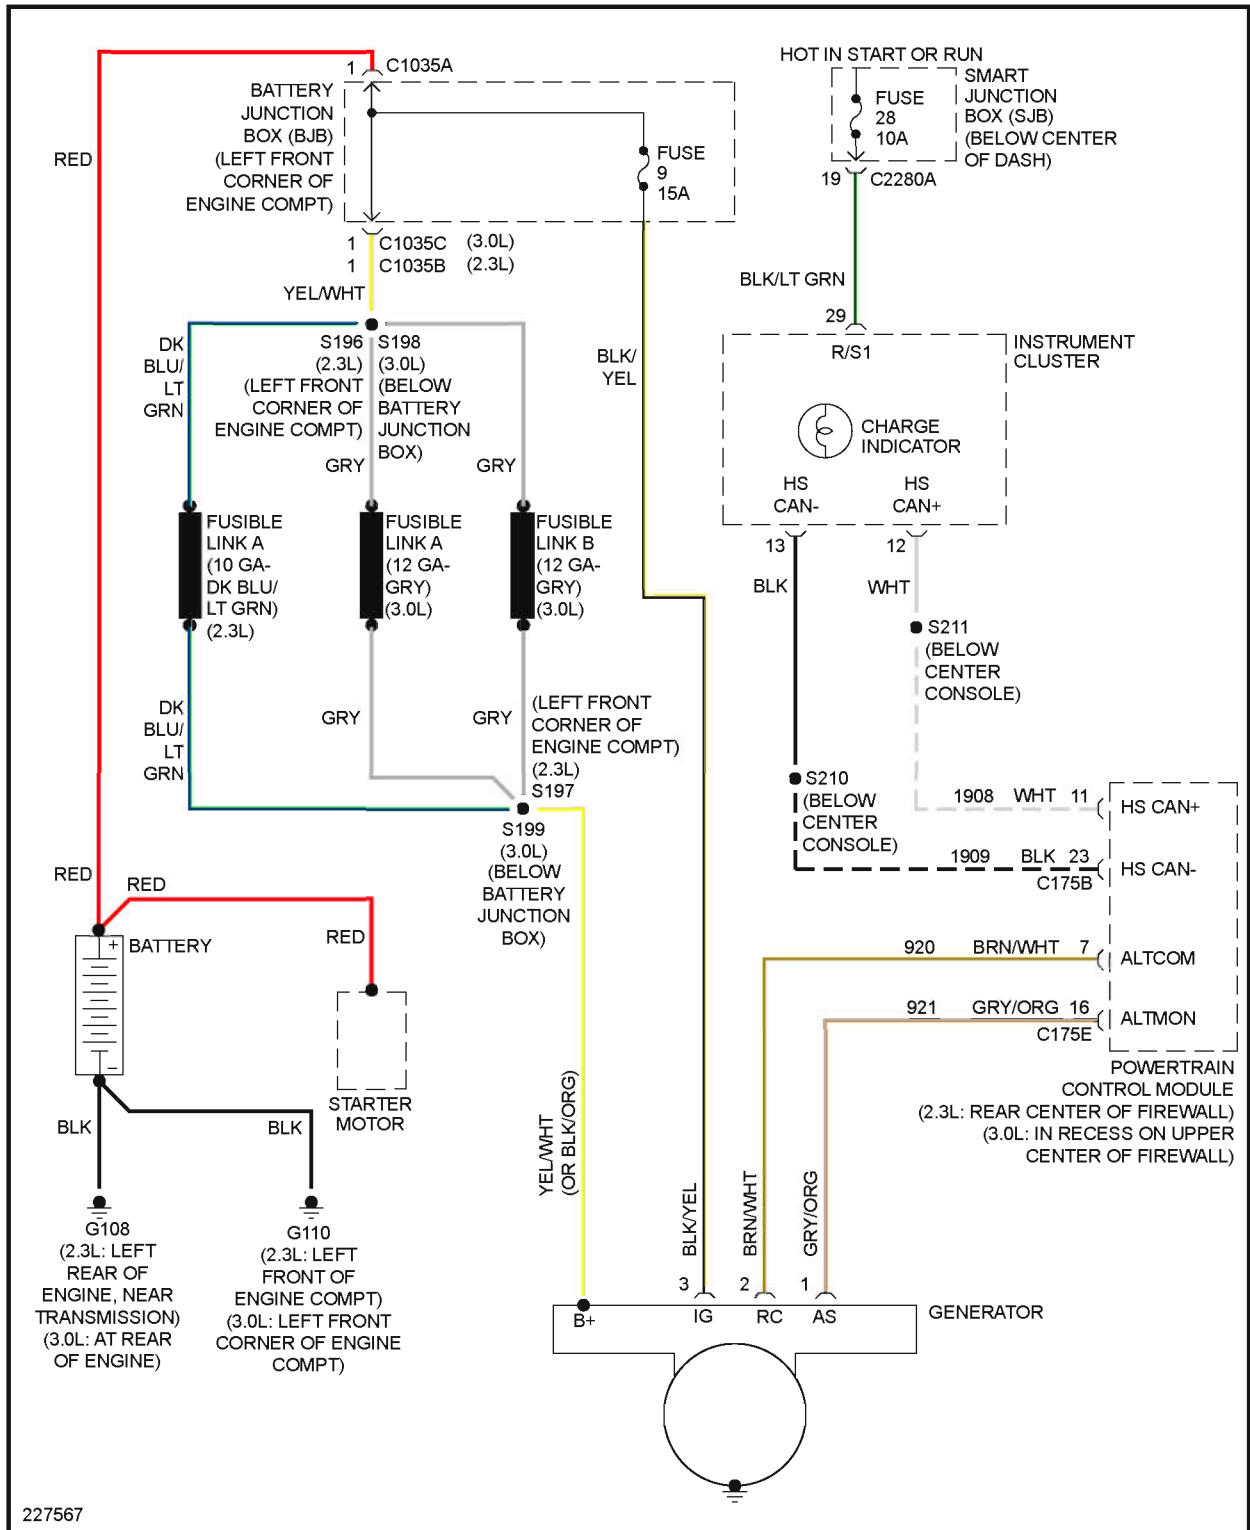 HOT IN START OR RUN
1 C1035A
BATTERY
JUNCTION
BOX (BJB)
(LEFT FRONT
CORNER OF
ENGINE COMPT)
RED
FUSE
9
15A
FUSE
28
10A
SMART
JUNCTION
BOX (SJB)
(BELOW CENTER
OF DASH)
19 C2280A
1 C1035C (3.0L)
1 C1035B (2.3L)
YEL/WHT
BLK/LT GRN
29
R/S1
INSTRUMENT
CLUSTER
DK
BLU/
LT
GRN
S196
(2.3L)
(LEFT FRONT
CORNER OF
ENGINE COMPT)
S198
(3.0L)
(BELOW
BATTERY
JUNCTION
BOX)
BLK/
YEL
CHARGE
INDICATOR
GRY
GRY
HS
CAN-
HS
CAN+
13
12
FUSIBLE
LINK A
(10 GA-
DK BLU/
LT GRN)
(2.3L)
FUSIBLE
LINK A
(12 GA-
GRY)
(3.0L)
FUSIBLE
LINK B
(12 GA-
GRY)
(3.0L)
BLK
WHT
S211
(BELOW
CENTER
CONSOLE)
DK
BLU/
LT
GRN
GRY
GRY
(LEFT FRONT
CORNER OF
ENGINE COMPT)
(2.3L)
S197
S199
(3.0L)
(BELOW
BATTERY
JUNCTION
BOX)
S210
(BELOW
CENTER
CONSOLE)
1908 WHT 11
HS CAN+
1909 BLK 23
C175B
HS CAN-
RED
RED
RED
BATTERY
+
−
STARTER
MOTOR
920 BRN/WHT 7
ALTCOM
921 GRY/ORG 16
C175E
ALTMON
POWERTRAIN
CONTROL MODULE
(2.3L: REAR CENTER OF FIREWALL)
(3.0L: IN RECESS ON UPPER
CENTER OF FIREWALL)
BLK
BLK
YEL/WHT
(OR BLK/ORG)
BLK/YEL
BRN/WHT
GRY/ORG
G108
(2.3L: LEFT
REAR OF
ENGINE, NEAR
TRANSMISSION)
(3.0L: AT REAR
OF ENGINE)
G110
(2.3L: LEFT
FRONT OF
ENGINE COMPT)
(3.0L: LEFT FRONT
CORNER OF ENGINE
COMPT)
3 2 1
B+ IG RC AS
GENERATOR
227567